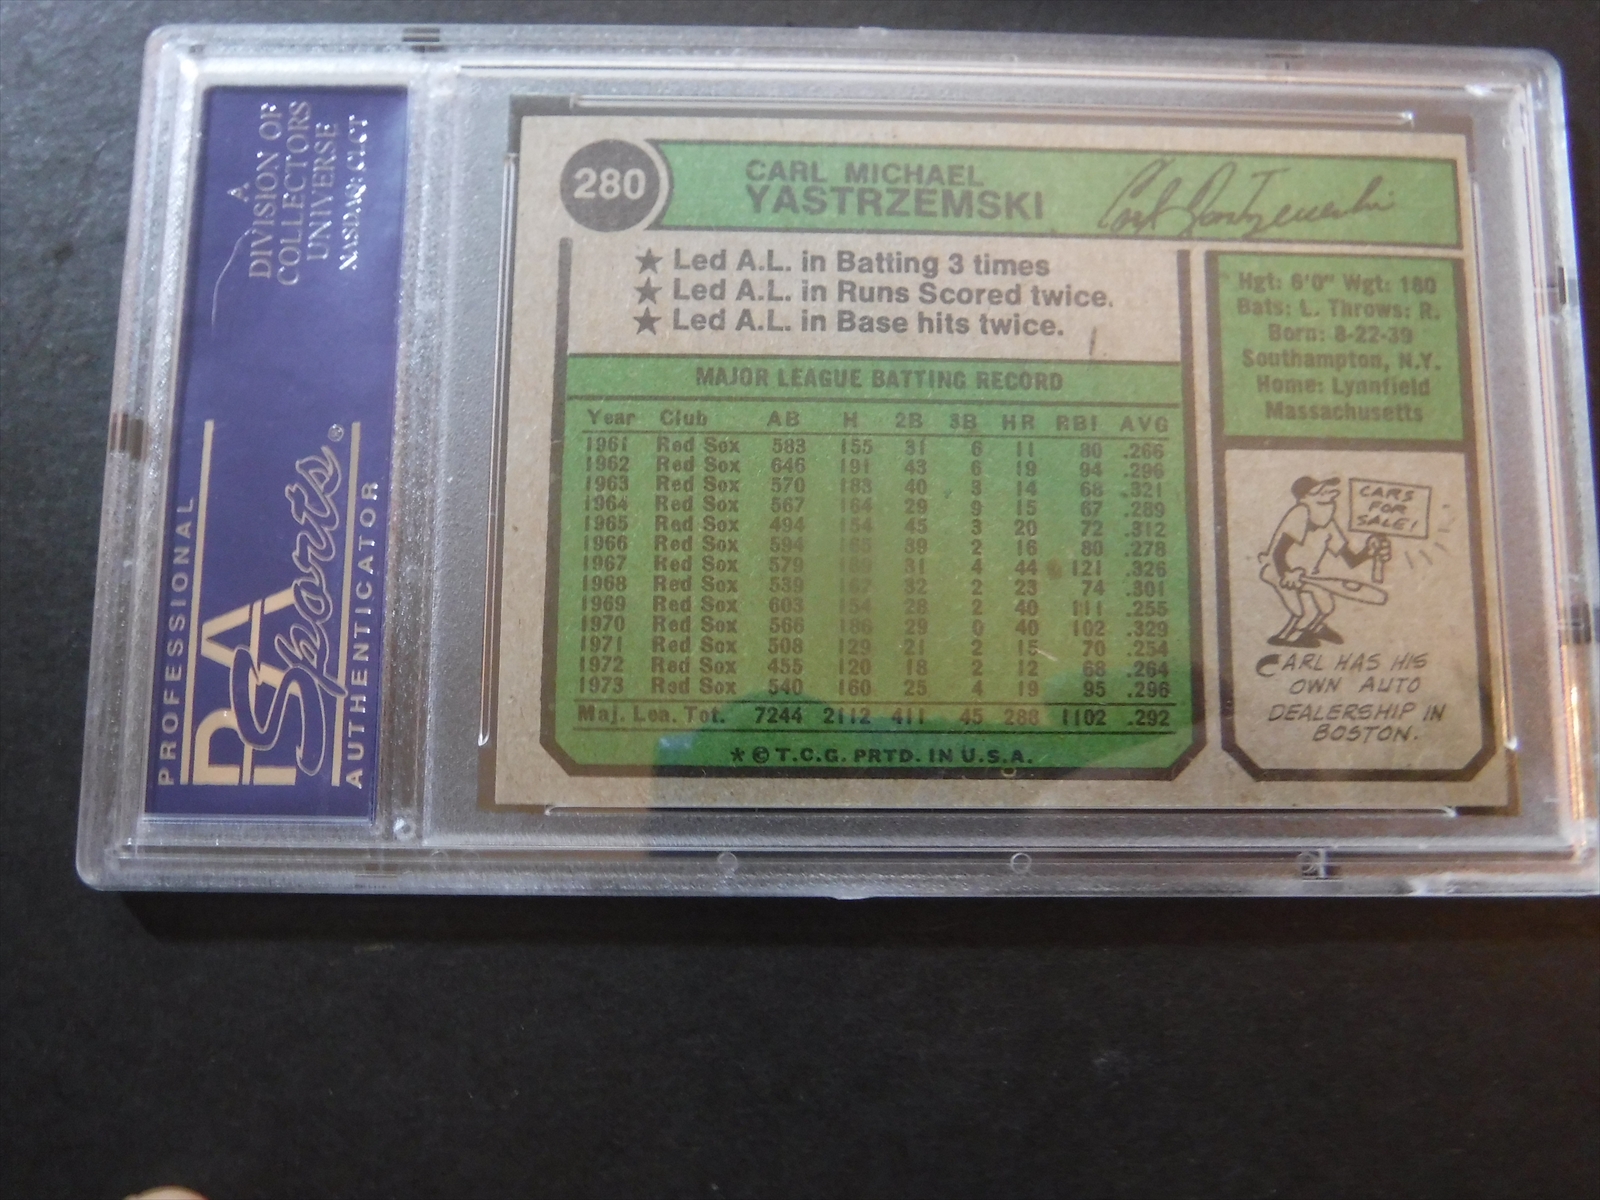 A
DIVISION OF
COLLECTORS
UNIVERSE
NASDAQ: CLCT
PROFESSIONAL
PSA
Sports®
AUTHENTICATOR
280
CARL MICHAEL
YASTRZEMSKI
Carl Yastrzemski
★ Led A.L. in Batting 3 times
★ Led A.L. in Runs Scored twice.
★ Led A.L. in Base hits twice.
MAJOR LEAGUE BATTING RECORD
Year Club AB H 2B 3B HR RBI AVG
1961 Red Sox 583 155 31 6 11 80 .266
1962 Red Sox 646 191 43 6 19 94 .296
1963 Red Sox 570 183 40 3 14 68 .321
1964 Red Sox 567 164 29 9 15 67 .289
1965 Red Sox 494 154 45 3 20 72 .312
1966 Red Sox 594 165 39 2 16 80 .278
1967 Red Sox 579 189 31 4 44 121 .326
1968 Red Sox 539 162 32 2 23 74 .301
1969 Red Sox 603 154 28 2 40 111 .255
1970 Red Sox 566 186 29 0 40 102 .329
1971 Red Sox 508 129 21 2 15 70 .254
1972 Red Sox 455 120 18 2 12 68 .264
1973 Red Sox 540 160 25 4 19 95 .296
Maj. Lea. Tot. 7244 2112 411 45 288 1102 .292
* © T.C.G. PRTD. IN U.S.A.
Hgt: 6'0" Wgt: 180
Bats: L. Throws: R.
Born: 8-22-39
Southampton, N.Y.
Home: Lynnfield
Massachusetts
CARS
FOR
SALE!
CARL HAS HIS
OWN AUTO
DEALERSHIP IN
BOSTON.